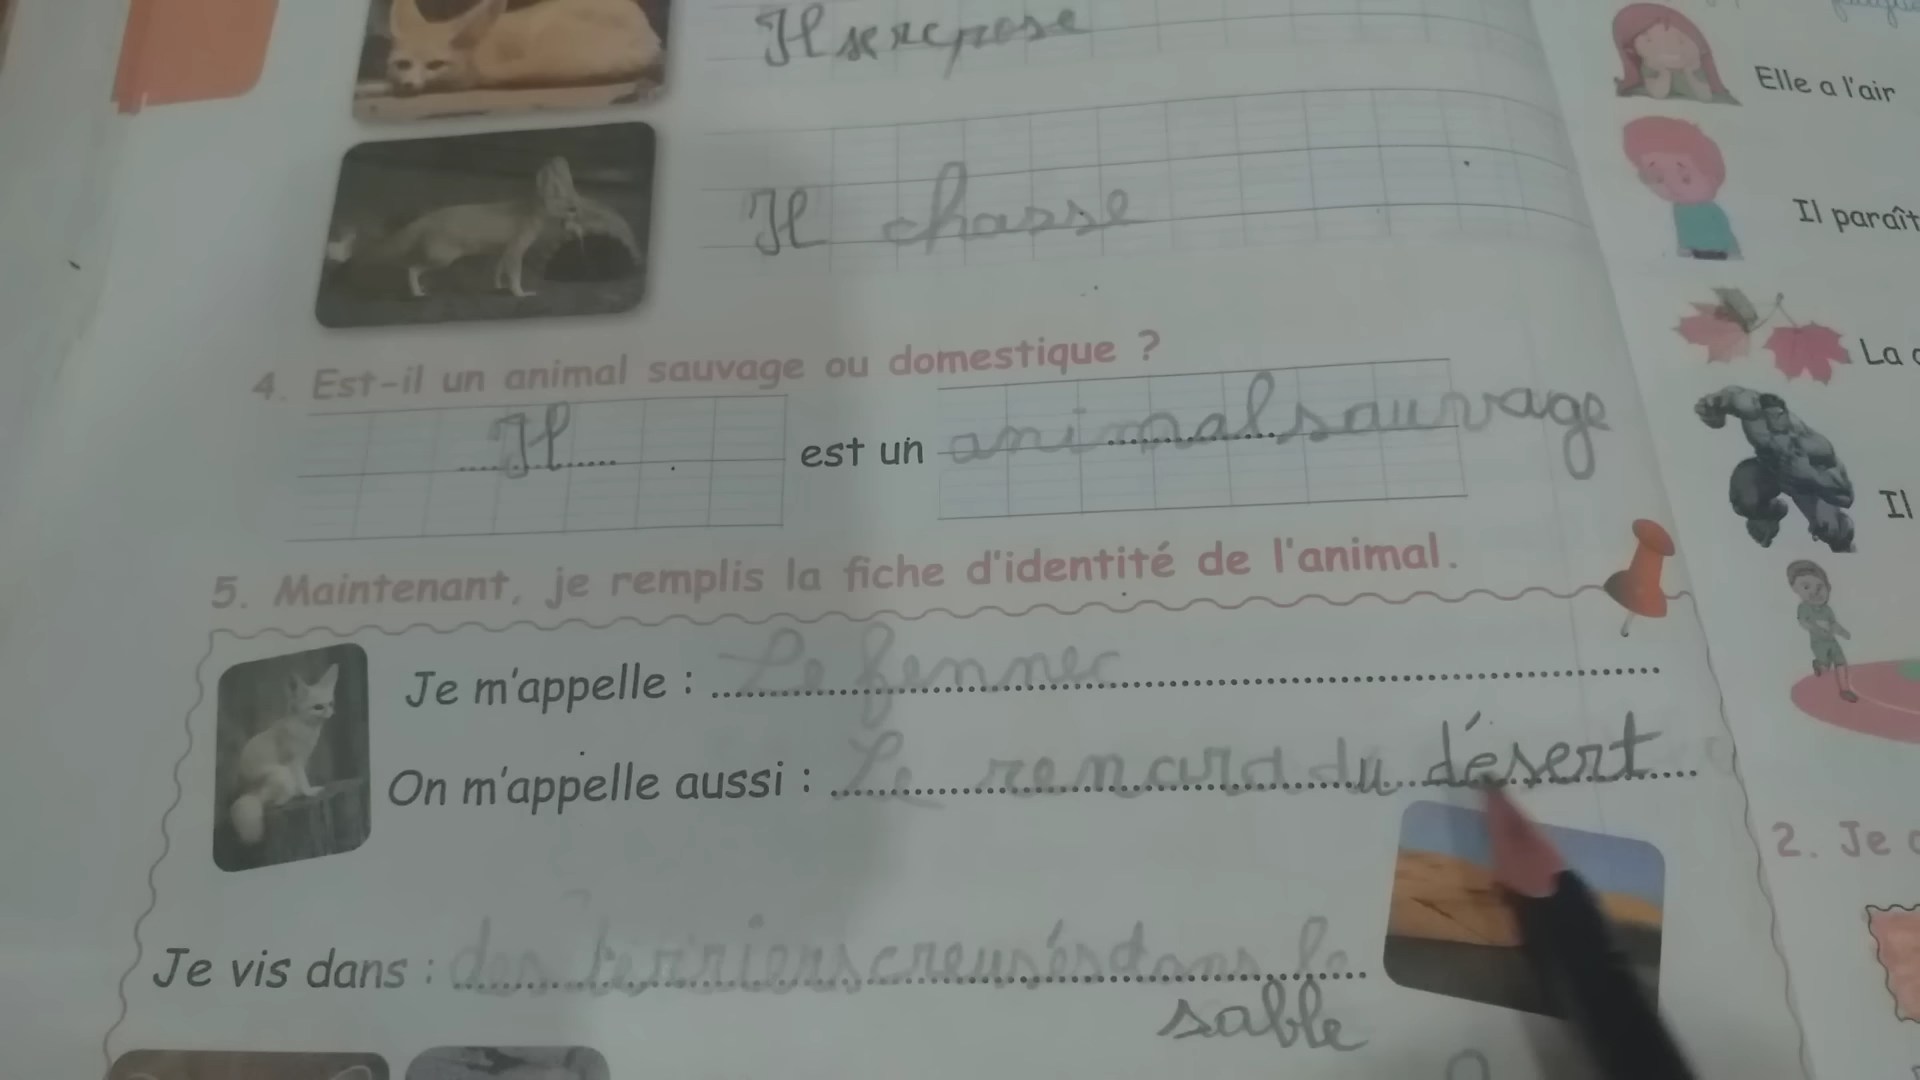 Il se repose
Il chasse
4. Est-il un animal sauvage ou domestique ?
Il est un animal sauvage
5. Maintenant, je remplis la fiche d'identité de l'animal.
Je m'appelle : Le fennec
On m'appelle aussi : Le renard du désert
Je vis dans : des terriers creusés dans le
sable
Elle a l'air
Il paraît
La
Il
2. Je